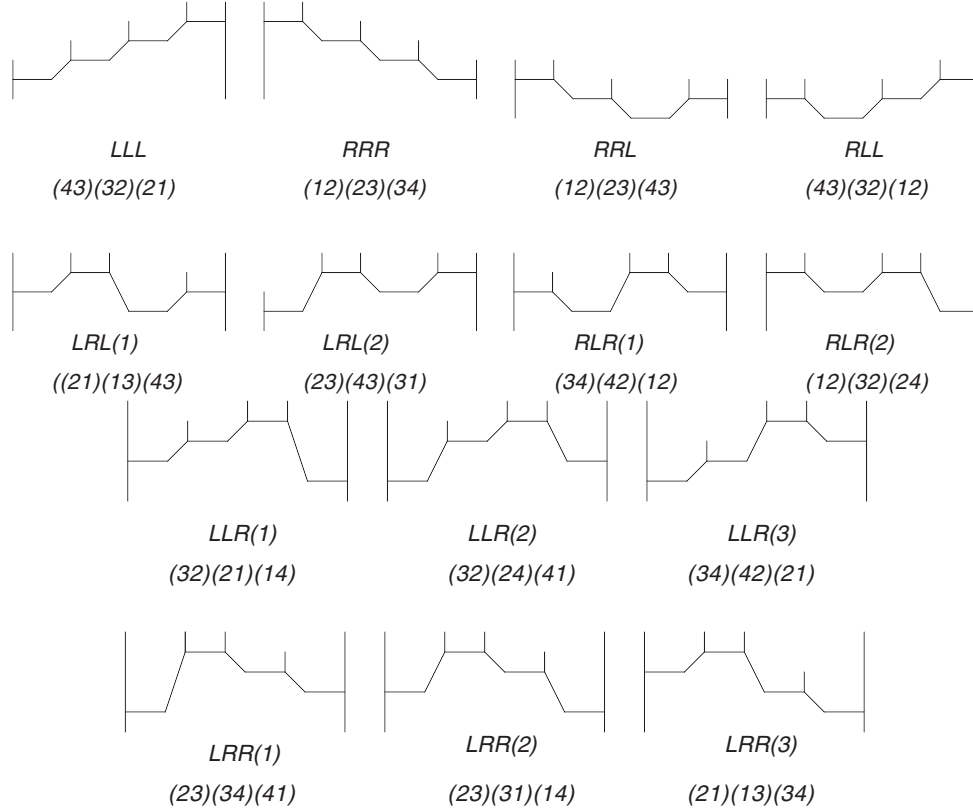 LLL RRR RRL RLL
(43)(32)(21) (12)(23)(34) (12)(23)(43) (43)(32)(12)
LRL(1) LRL(2) RLR(1) RLR(2)
((21)(13)(43) (23)(43)(31) (34)(42)(12) (12)(32)(24)
LLR(1) LLR(2) LLR(3)
(32)(21)(14) (32)(24)(41) (34)(42)(21)
LRR(1) LRR(2) LRR(3)
(23)(34)(41) (23)(31)(14) (21)(13)(34)